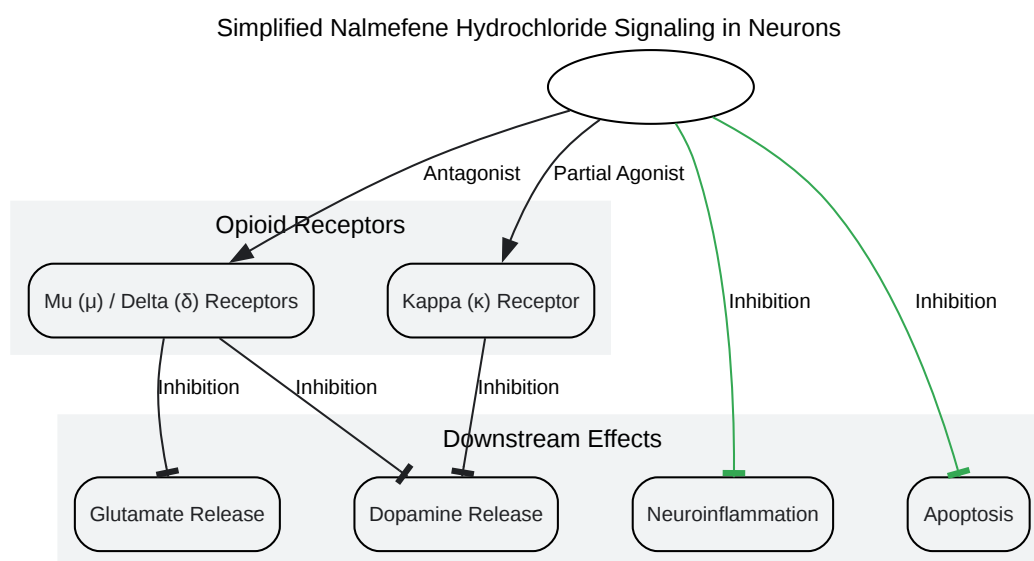 Simplified Nalmefene Hydrochloride Signaling in Neurons
Antagonist
Partial Agonist
Opioid Receptors
Mu (μ) / Delta (δ) Receptors
Kappa (κ) Receptor
Inhibition
Inhibition
Inhibition
Inhibition
Inhibition
Downstream Effects
Glutamate Release
Dopamine Release
Neuroinflammation
Apoptosis